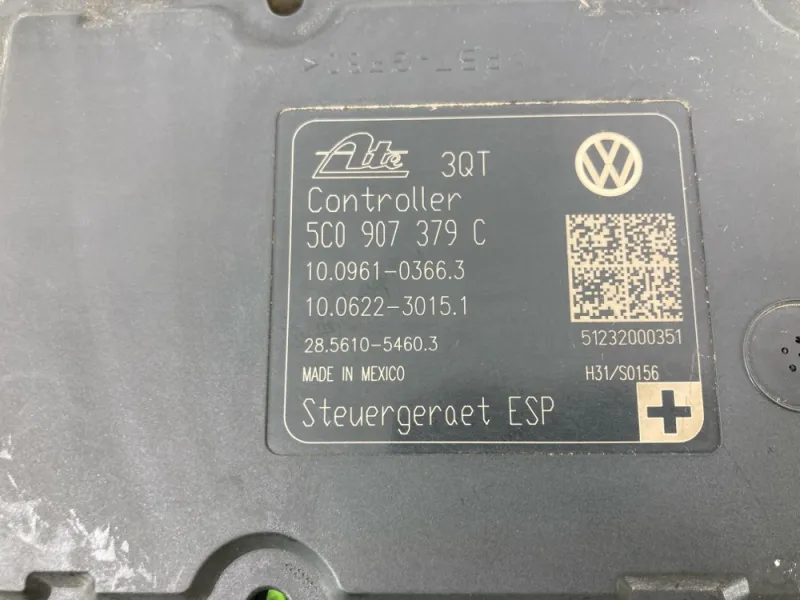 Ate 3QT
Controller
5C0 907 379 C
10.0961-0366.3
10.0622-3015.1
28.5610-5460.3
51232000351
MADE IN MEXICO
H31/S0156
Steuergeraet ESP